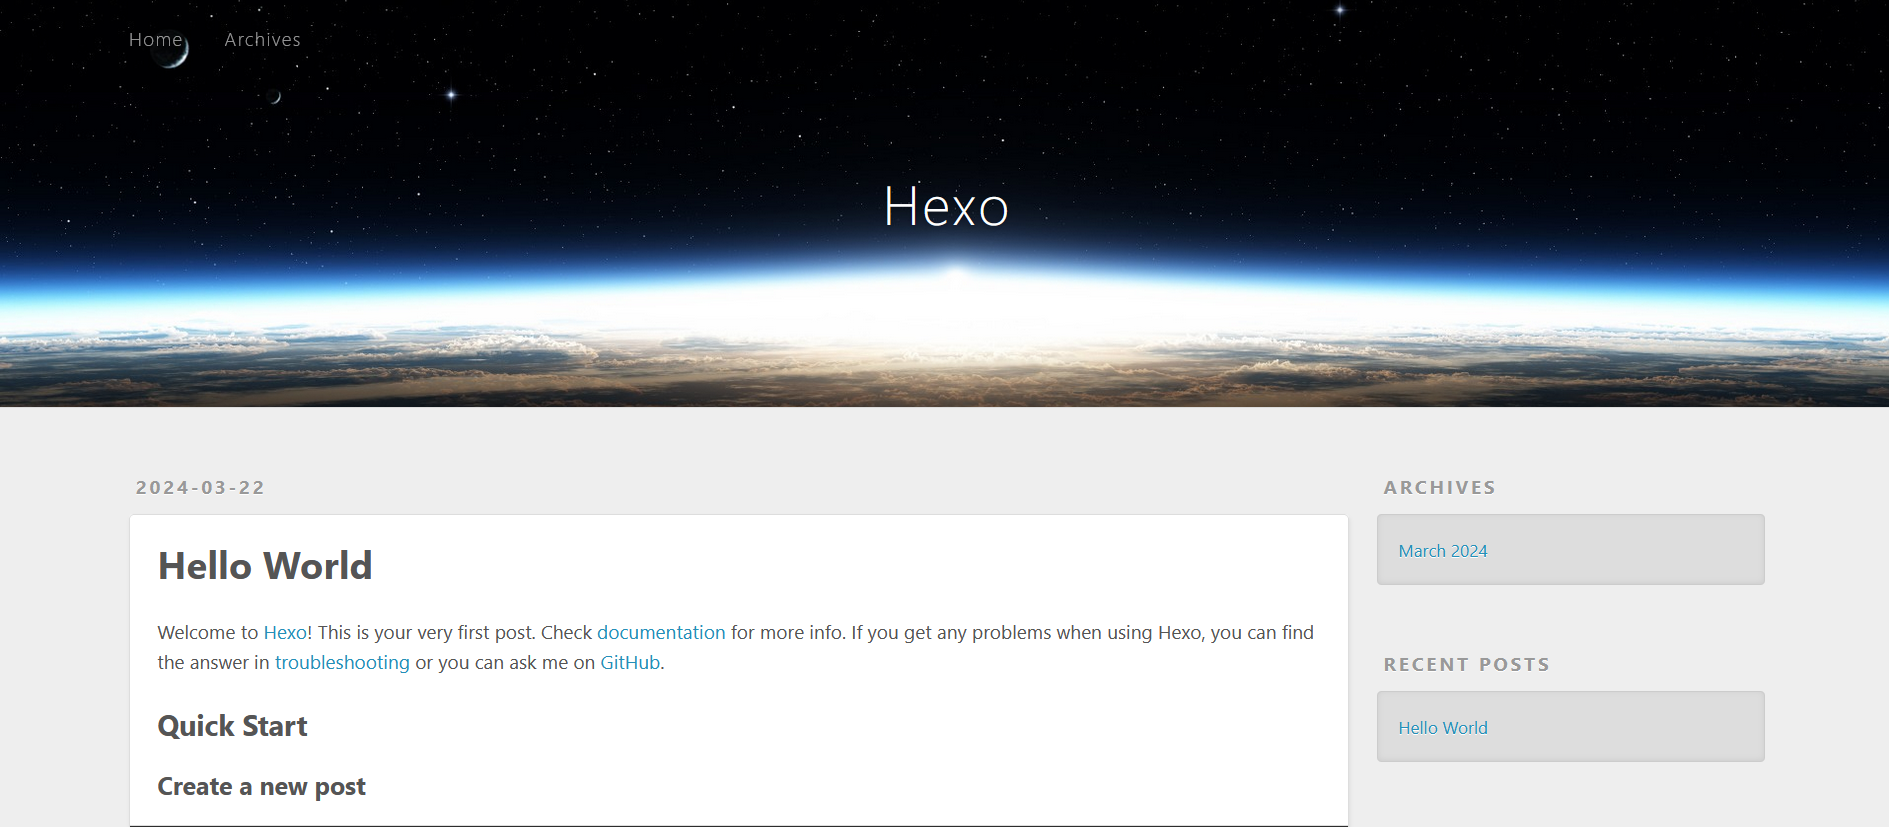 Home Archives
Hexo
2024-03-22
Hello World
Welcome to Hexo! This is your very first post. Check documentation for more info. If you get any problems when using Hexo, you can find
the answer in troubleshooting or you can ask me on GitHub.
Quick Start
Create a new post
ARCHIVES
March 2024
RECENT POSTS
Hello World